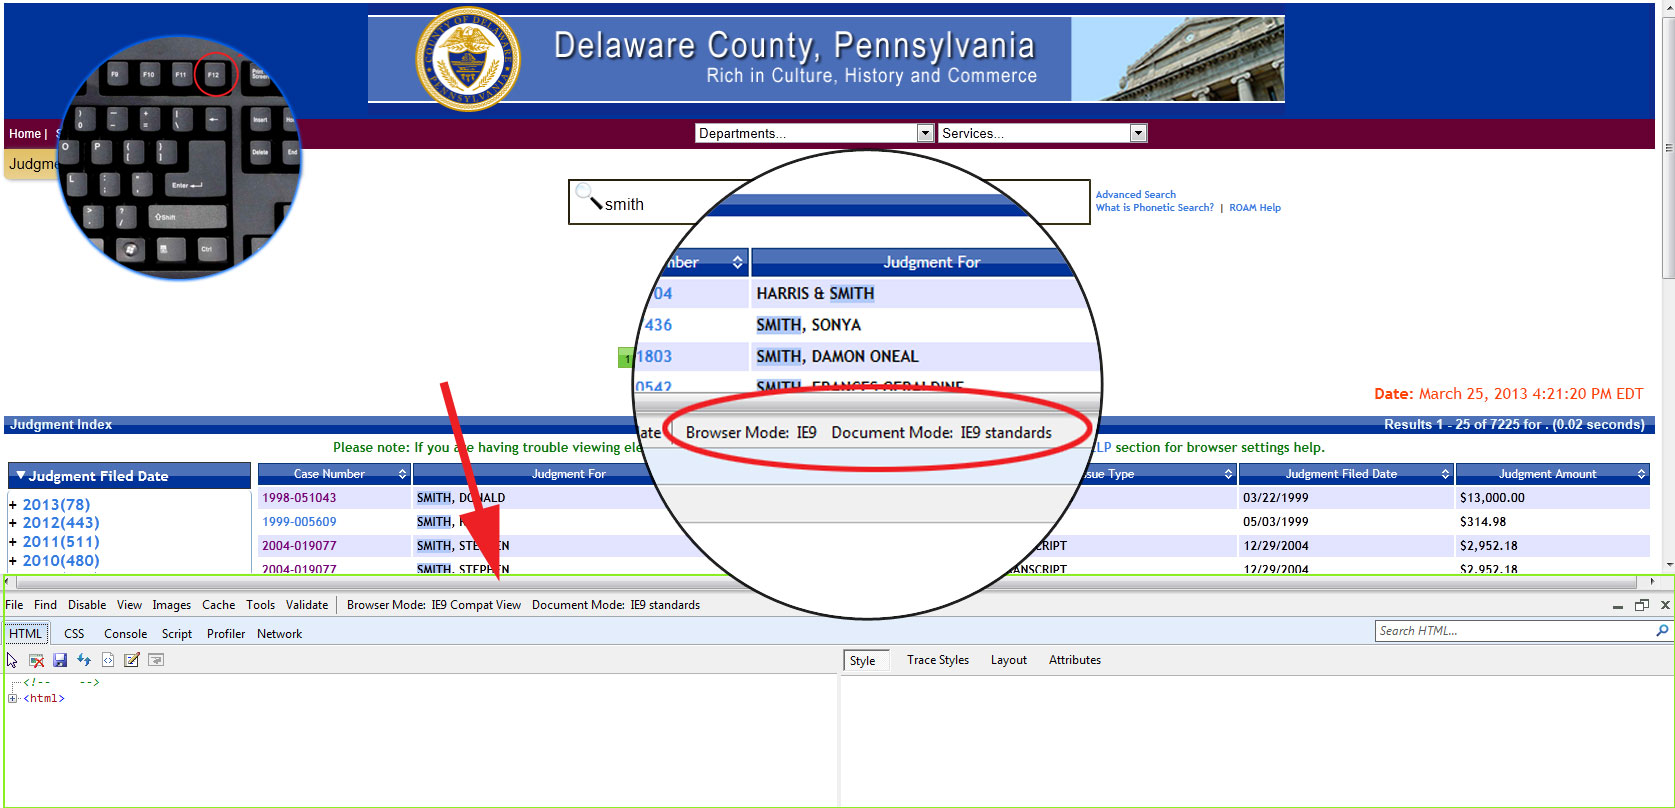 COUNTY OF DELAWARE
PENNSYLVANIA
Delaware County, Pennsylvania
Rich in Culture, History and Commerce
F9 F10 F11 F12 Print Screen
Insert
Delete End
O P
L
Enter
Shift
Ctrl
Home |
Departments... Services...
Judgme
smith
Advanced Search
What is Phonetic Search? | ROAM Help
mber Judgment For
04 HARRIS & SMITH
436 SMITH, SONYA
1803 SMITH, DAMON ONEAL
0542 SMITH, FRANCES GERALDINE
ate Browser Mode: IE9 Document Mode: IE9 standards
Date: March 25, 2013 4:21:20 PM EDT
Judgment Index Results 1 - 25 of 7225 for . (0.02 seconds)
Please note: If you are having trouble viewing ele LP section for browser settings help.
Judgment Filed Date
+ 2013(78)
+ 2012(443)
+ 2011(511)
+ 2010(480)
Case Number Judgment For sue Type Judgment Filed Date Judgment Amount
1998-051043 SMITH, DONALD 03/22/1999 $13,000.00
1999-005609 SMITH, 05/03/1999 $314.98
2004-019077 SMITH, STEPHEN CRIPT 12/29/2004 $2,952.18
2004-019077 SMITH, STEPHEN ANSCRIPT 12/29/2004 $2,952.18
File Find Disable View Images Cache Tools Validate Browser Mode: IE9 Compat View Document Mode: IE9 standards
HTML CSS Console Script Profiler Network Search HTML...
Style Trace Styles Layout Attributes
<!-- -->
<html>